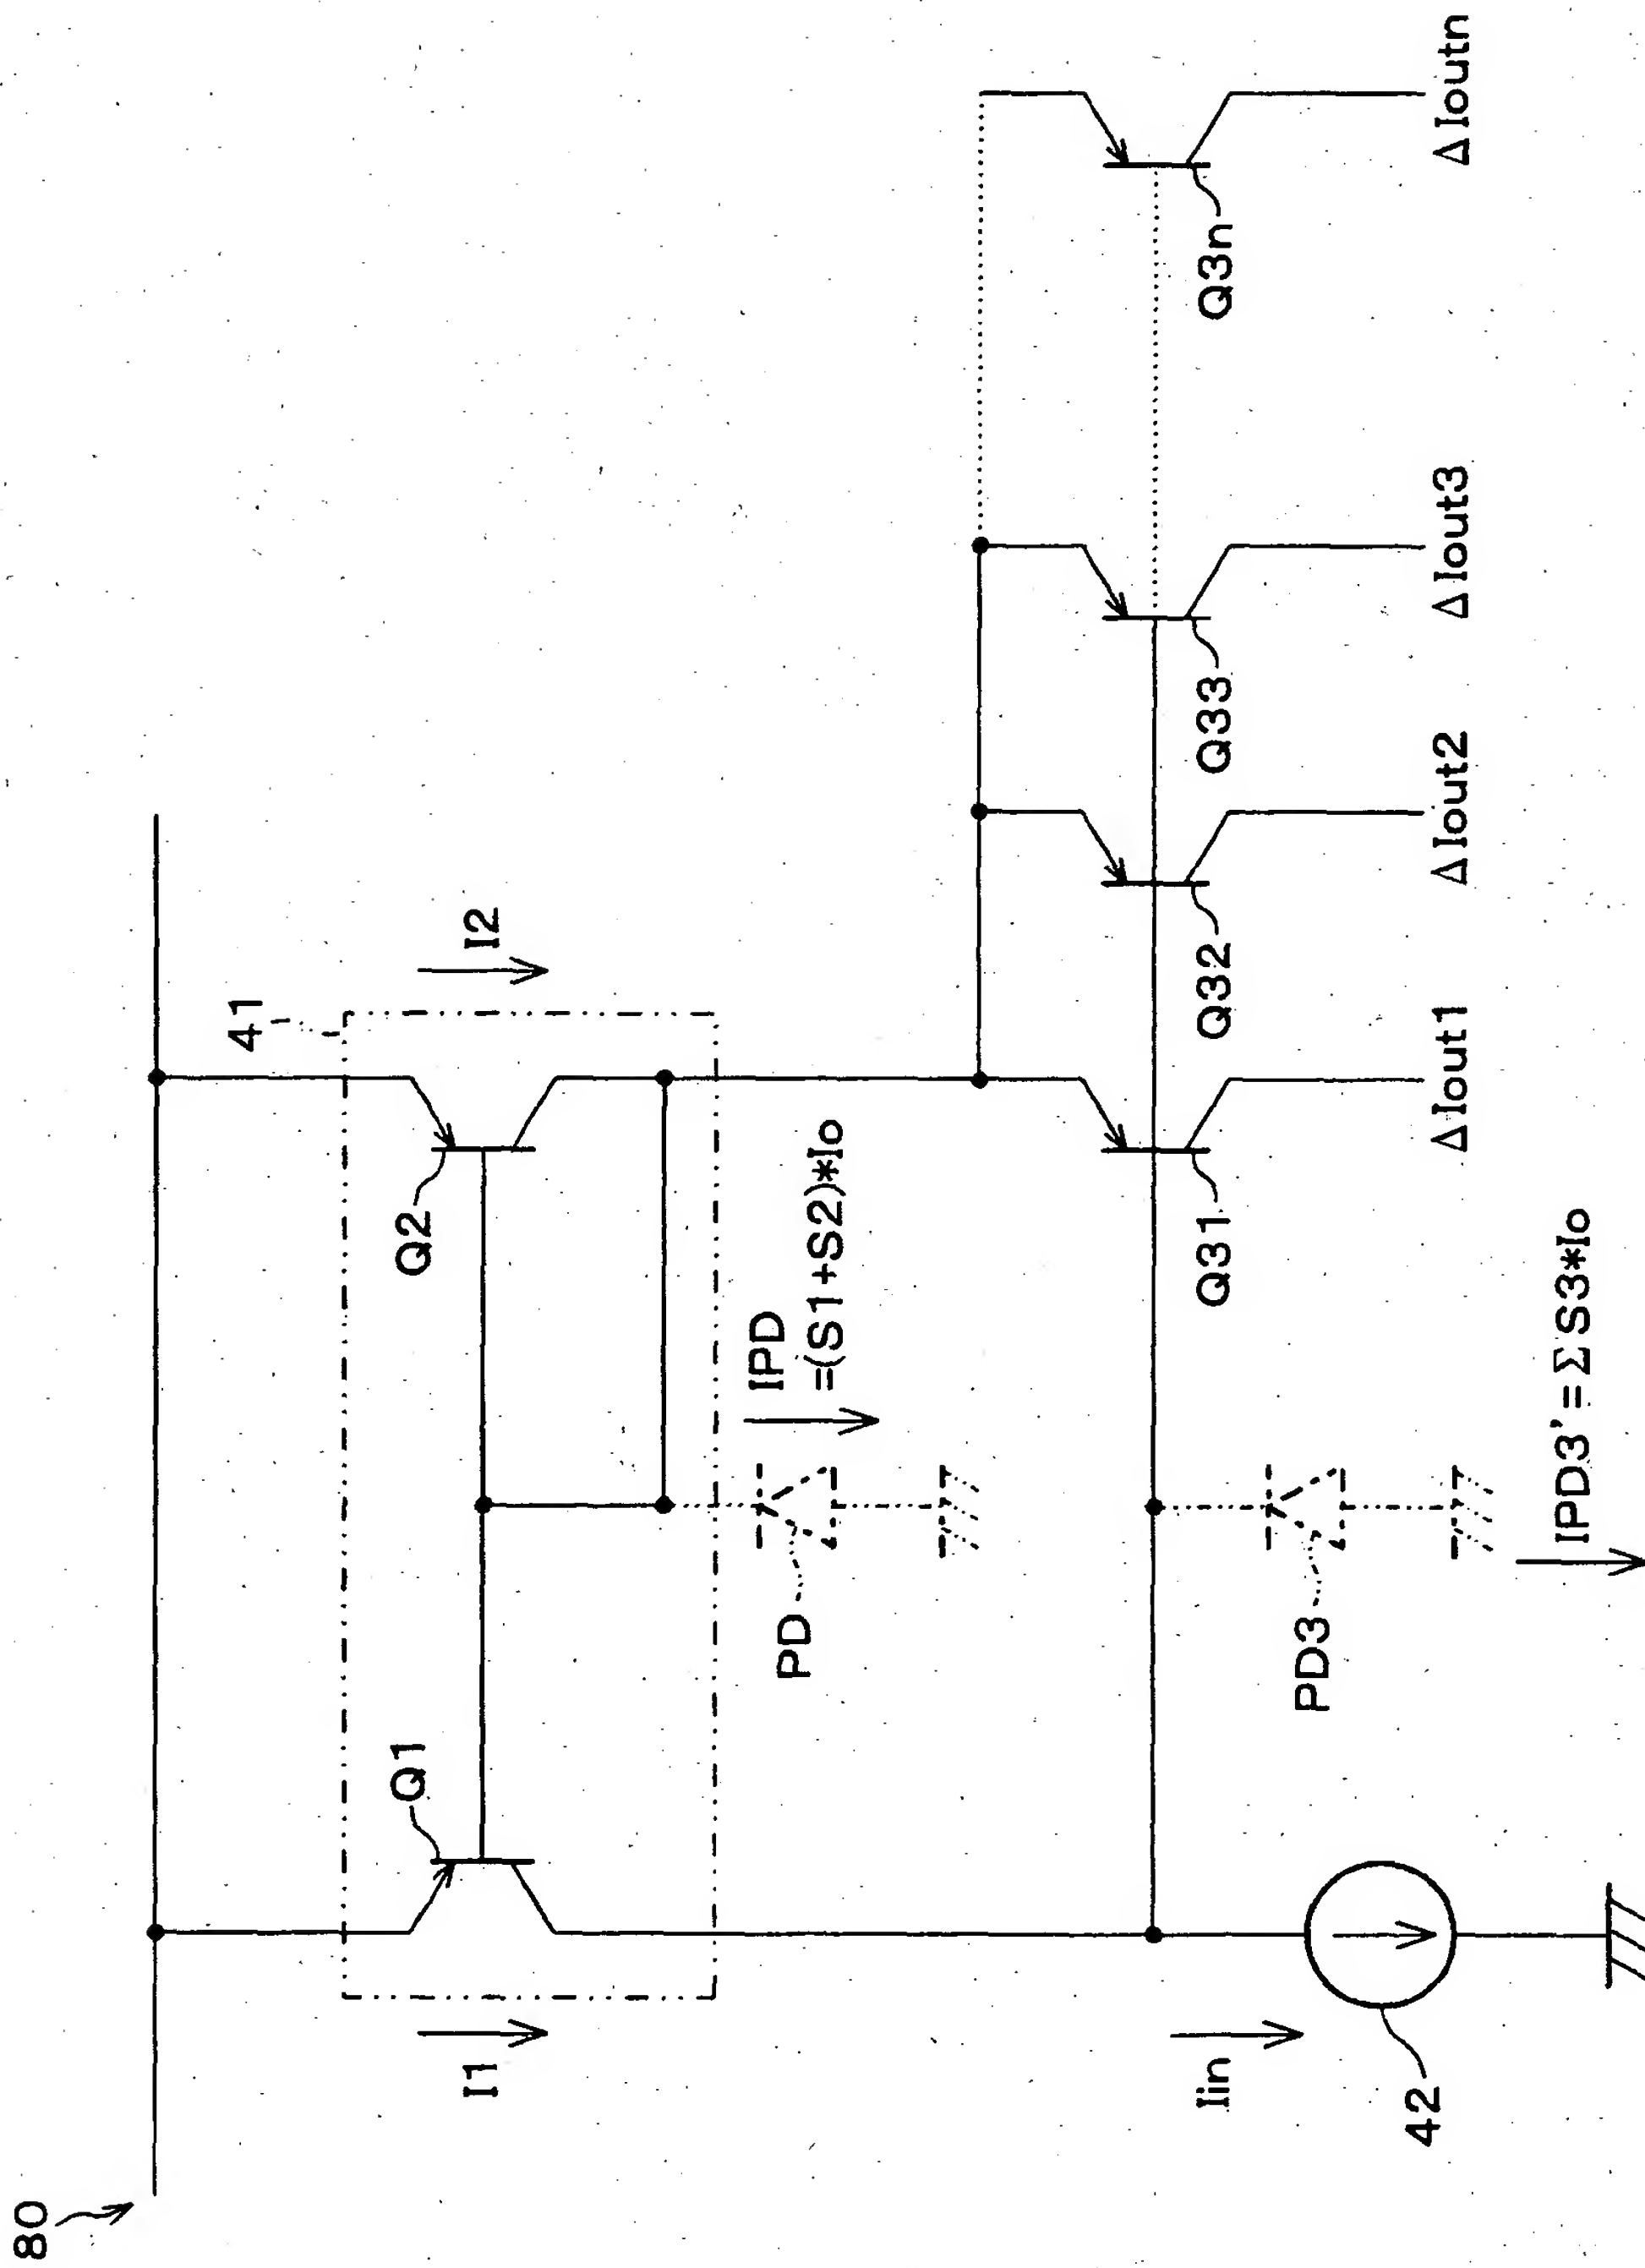 80
41
I1
I2
Q1
Q2
PD
IPD
=(S1+S2)*Io
Iin
42
PD3
IPD3'=ΣS3*Io
Q31
Q32
Q33
Q3n
ΔIout1
ΔIout2
ΔIout3
ΔIoutn